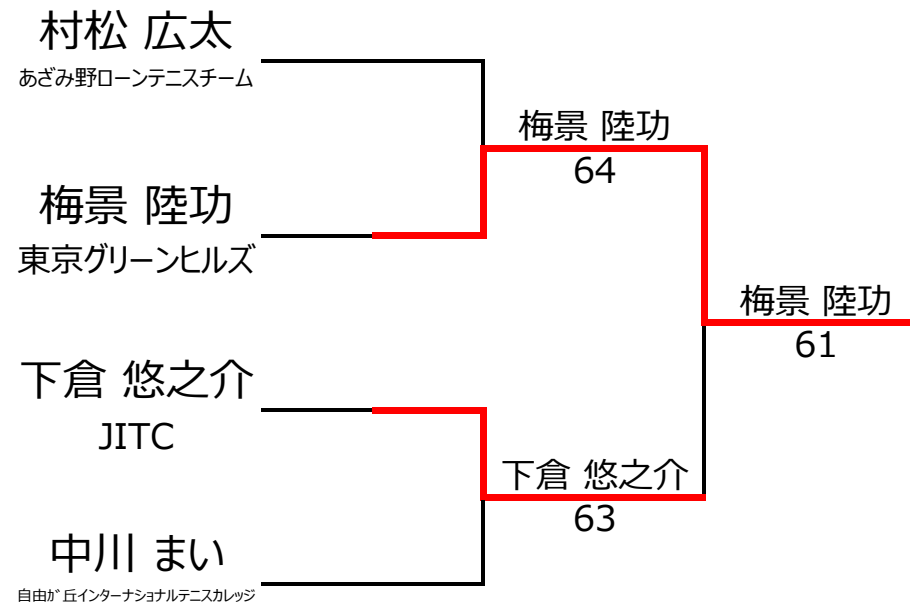 村松 広太
あざみ野ローンテニスチーム
梅景 陸功
64
梅景 陸功
東京グリーンヒルズ
梅景 陸功
61
下倉 悠之介
JITC
下倉 悠之介
63
中川 まい
自由が丘インターナショナルテニスカレッジ